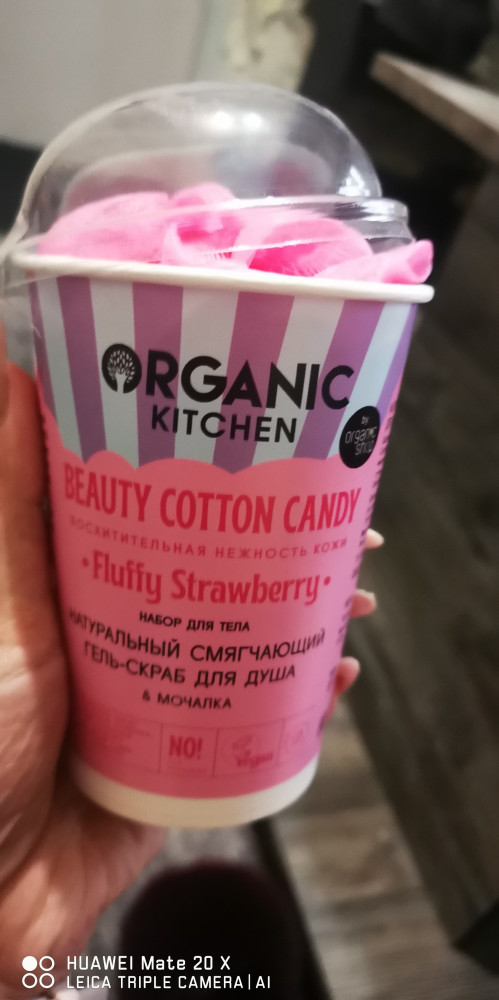 ORGANIC
KITCHEN
by
organic
shop
BEAUTY COTTON CANDY
ВОСХИТИТЕЛЬНАЯ НЕЖНОСТЬ КОЖИ
•Fluffy Strawberry•
НАБОР ДЛЯ ТЕЛА
НАТУРАЛЬНЫЙ СМЯГЧАЮЩИЙ
ГЕЛЬ-СКРАБ ДЛЯ ДУША
& МОЧАЛКА
NO!
Vegan
HUAWEI Mate 20 X
LEICA TRIPLE CAMERA | AI